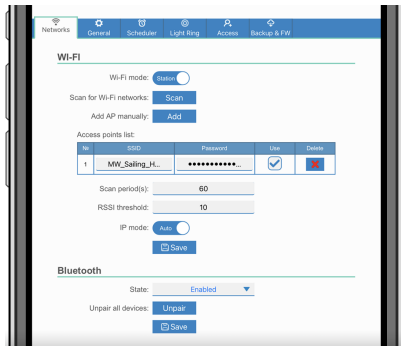 Networks General Scheduler Light Ring Access Backup & FW
WI-FI
Wi-Fi mode: Station
Scan for Wi-Fi networks: Scan
Add AP manually: Add
Access points list:
№ SSID Password Use Delete
1 MW_Sailing_H... •••••••••••...
Scan period(s): 60
RSSI threshold: 10
IP mode: Auto
Save
Bluetooth
State: Enabled
Unpair all devices: Unpair
Save